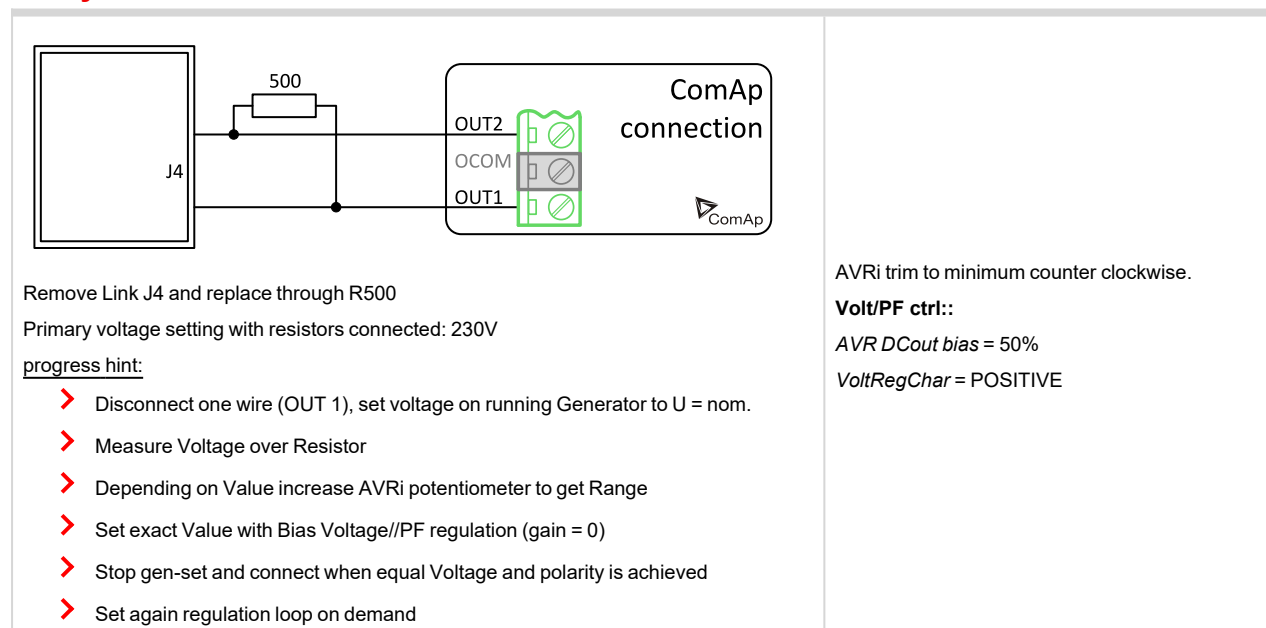 500
ComAp
connection
OUT2
OCOM
OUT1
J4
ComAp
Remove Link J4 and replace through R500
Primary voltage setting with resistors connected: 230V
progress hint:
Disconnect one wire (OUT 1), set voltage on running Generator to U = nom.
Measure Voltage over Resistor
Depending on Value increase AVRi potentiometer to get Range
Set exact Value with Bias Voltage//PF regulation (gain = 0)
Stop gen-set and connect when equal Voltage and polarity is achieved
Set again regulation loop on demand
AVRi trim to minimum counter clockwise.
Volt/PF ctrl::
AVR DCout bias = 50%
VoltRegChar = POSITIVE